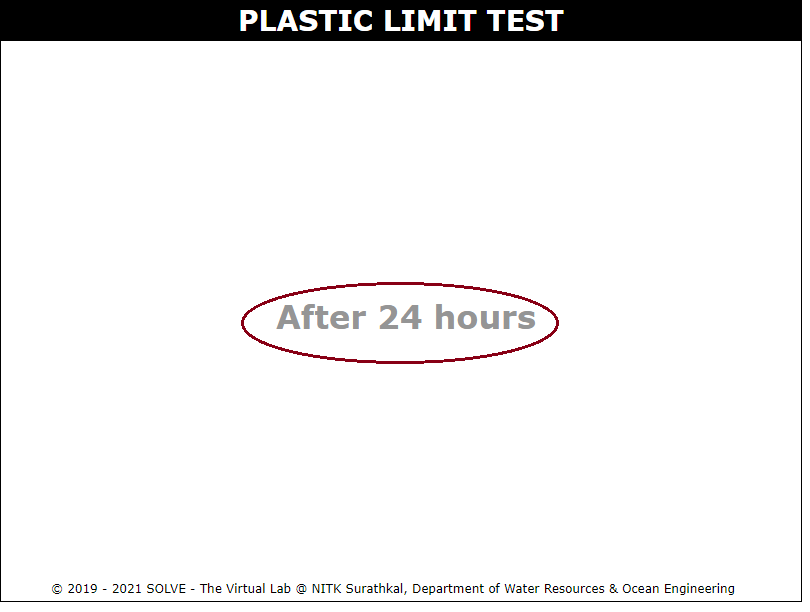 PLASTIC LIMIT TEST
After 24 hours
© 2019 - 2021 SOLVE - The Virtual Lab @ NITK Surathkal, Department of Water Resources & Ocean Engineering